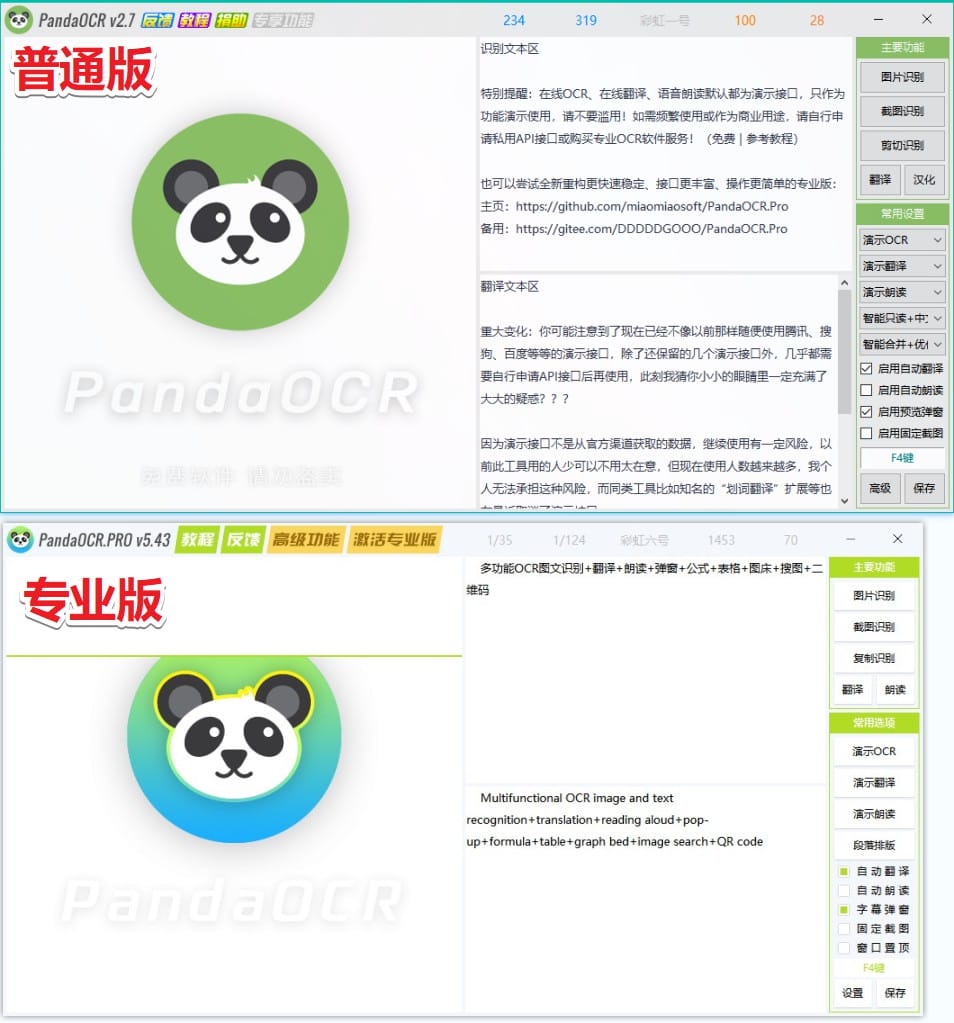 PandaOCR v2.7 反馈 教程 捐助 专享功能 234 319 彩虹一号 100 28
普通版
PandaOCR
免费软件 请勿盗卖
识别文本区
特别提醒：在线OCR、在线翻译、语音朗读默认都为演示接口，只作为
功能演示使用，请不要滥用！如需频繁使用或作为商业用途，请自行申
请私用API接口或购买专业OCR软件服务！（免费 | 参考教程）
也可以尝试全新重构更快速稳定、接口更丰富、操作更简单的专业版：
主页：https://github.com/miaomiaosoft/PandaOCR.Pro
备用：https://gitee.com/DDDDDGOOO/PandaOCR.Pro
翻译文本区
重大变化：你可能注意到了现在已经不像以前那样随便使用腾讯、搜
狗、百度等等的演示接口，除了还保留的几个演示接口外，几乎都需
要自行申请API接口后再使用，此刻我猜你小小的眼睛里一定充满了
大大的疑惑？？？
因为演示接口不是从官方渠道获取的数据，继续使用有一定风险，以
前此工具用的人少可以不用太在意，但现在使用人数越来越多，我个
人无法承担这种风险，而同类工具比如知名的“划词翻译”扩展等也
主要功能
图片识别
截图识别
剪切识别
翻译 汉化
常用设置
演示OCR
演示翻译
演示朗读
智能只读+中
智能合并+优
启用自动翻译
启用自动朗读
启用预览弹窗
启用固定截图
F4键
高级 保存
PandaOCR.PRO v5.43 教程 反馈 高级功能 激活专业版 1/35 1/124 彩虹六号 1453 70
专业版
PandaOCR
多功能OCR图文识别+翻译+朗读+弹窗+公式+表格+图床+搜图+二
维码
Multifunctional OCR image and text
recognition+translation+reading aloud+pop-
up+formula+table+graph bed+image search+QR code
主要功能
图片识别
截图识别
复制识别
翻译 朗读
常用选项
演示OCR
演示翻译
演示朗读
段落排版
自动翻译
自动朗读
字幕弹窗
固定截图
窗口置顶
F4键
设置 保存